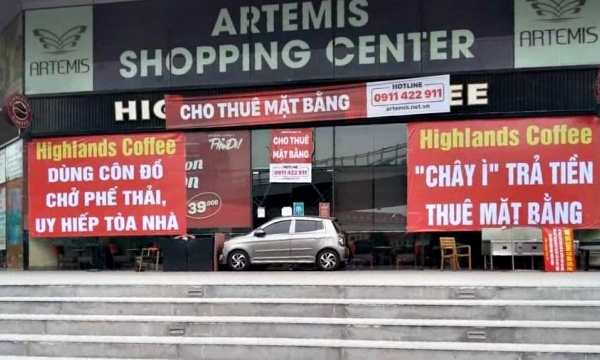 ARTEMIS
SHOPPING CENTER
ARTEMIS
ARTEMIS
CHO THUÊ MẶT BẰNG
HOTLINE
0911 422 911
artemis.net.vn
Highlands Coffee
DÙNG CÔN ĐỒ
CHỞ PHẾ THẢI,
UY HIẾP TÒA NHÀ
CHO THUÊ
MẶT BẰNG
HOTLINE
0911 422 911
39.000
Highlands Coffee
"CHÂY Ì" TRẢ TIỀN
THUÊ MẶT BẰNG